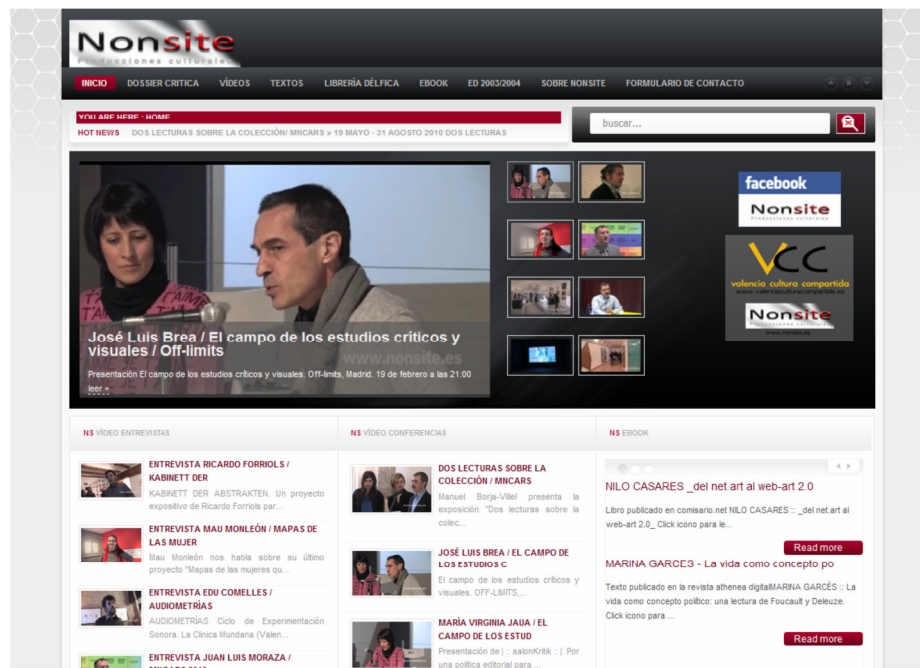 Nonsite
Producciones culturales
INICIO DOSSIER CRITICA VÍDEOS TEXTOS LIBRERÍA DÉLFICA EBOOK ED 2003/2004 SOBRE NONSITE FORMULARIO DE CONTACTO
YOU ARE HERE : HOME
HOT NEWS DOS LECTURAS SOBRE LA COLECCIÓN/ MNCARS » 19 MAYO - 31 AGOSTO 2010 DOS LECTURAS
buscar...
facebook
Nonsite
Producciones culturales
VCC
valencia cultura compartida
www.valenciaculturacompartida.es
Nonsite
Producciones culturales
www.nonsite.es
José Luis Brea / El campo de los estudios críticos y
visuales / Off-limits
www.nonsite.es
Presentación El campo de los estudios críticos y visuales. Off-limits, Madrid. 19 de febrero a las 21:00
leer +
NS VÍDEO ENTREVISTAS
ENTREVISTA RICARDO FORRIOLS /
KABINETT DER
KABINETT DER ABSTRAKTEN. Un proyecto
expositivo de Ricardo Forriols par...
ENTREVISTA MAU MONLEÓN / MAPAS DE
LAS MUJER
Mau Monleón nos habla sobre su último
proyecto "Mapas de las mujeres qu...
ENTREVISTA EDU COMELLES /
AUDIOMETRÍAS
AUDIOMETRÍAS Ciclo de Experimentación
Sonora. La Clínica Mundana (Valen...
ENTREVISTA JUAN LUIS MORAZA /
NS VÍDEO CONFERENCIAS
DOS LECTURAS SOBRE LA
COLECCIÓN / MNCARS
Manuel Borja-Villel presenta la
exposición "Dos lecturas sobre la
colec...
JOSÉ LUIS BREA / EL CAMPO DE
LOS ESTUDIOS C
El campo de los estudios críticos y
visuales. OFF-LIMITS,...
MARÍA VIRGINIA JAUA / EL
CAMPO DE LOS ESTUD
Presentación de | :: salonKritik :: |: Por
una política editorial para ...
NS EBOOK
NILO CASARES _del net.art al web-art 2.0
Libro publicado en comisario.net NILO CASARES :: _del net.art al
web-art 2.0_ Click icono para le...
Read more
MARINA GARCES - La vida como concepto po
Texto publicado en la revista athenea digitalMARINA GARCÉS :: La
vida como concepto político: una lectura de Foucault y Deleuze.
Click icono para ...
Read more